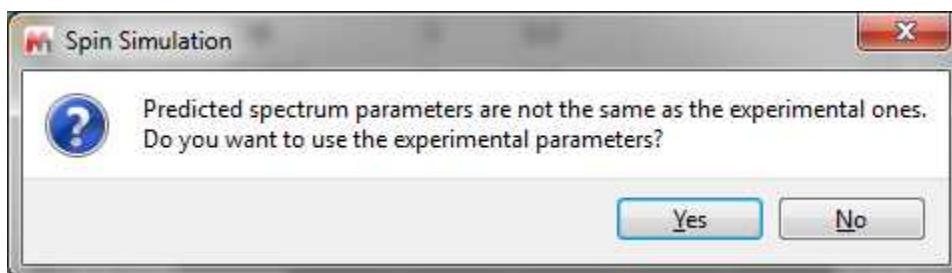 Spin Simulation
Predicted spectrum parameters are not the same as the experimental ones.
Do you want to use the experimental parameters?
Yes
No